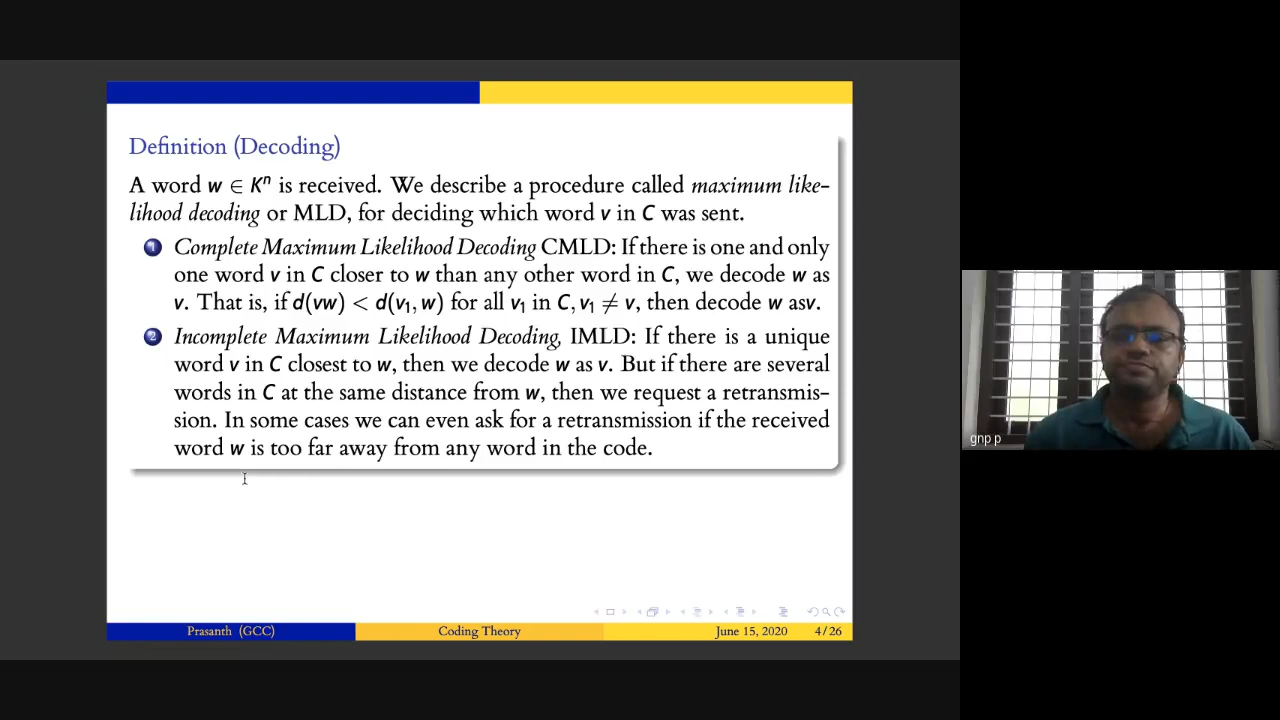 Definition (Decoding)
A word w ∈ Kⁿ is received. We describe a procedure called maximum like-
lihood decoding or MLD, for deciding which word v in C was sent.
1 Complete Maximum Likelihood Decoding CMLD: If there is one and only
one word v in C closer to w than any other word in C, we decode w as
v. That is, if d(vw) < d(v₁, w) for all v₁ in C, v₁ ≠ v, then decode w asv.
2 Incomplete Maximum Likelihood Decoding, IMLD: If there is a unique
word v in C closest to w, then we decode w as v. But if there are several
words in C at the same distance from w, then we request a retransmis-
sion. In some cases we can even ask for a retransmission if the received
word w is too far away from any word in the code.
Prasanth (GCC) Coding Theory June 15, 2020 4/26
gnp p